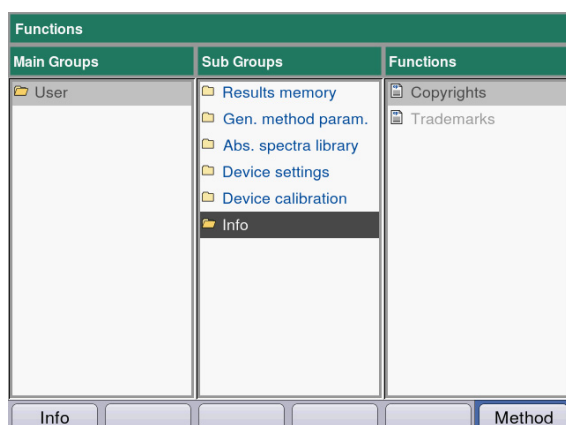 Functions
Main Groups
Sub Groups
Functions
User
Results memory
Gen. method param.
Abs. spectra library
Device settings
Device calibration
Info
Copyrights
Trademarks
Info
Method